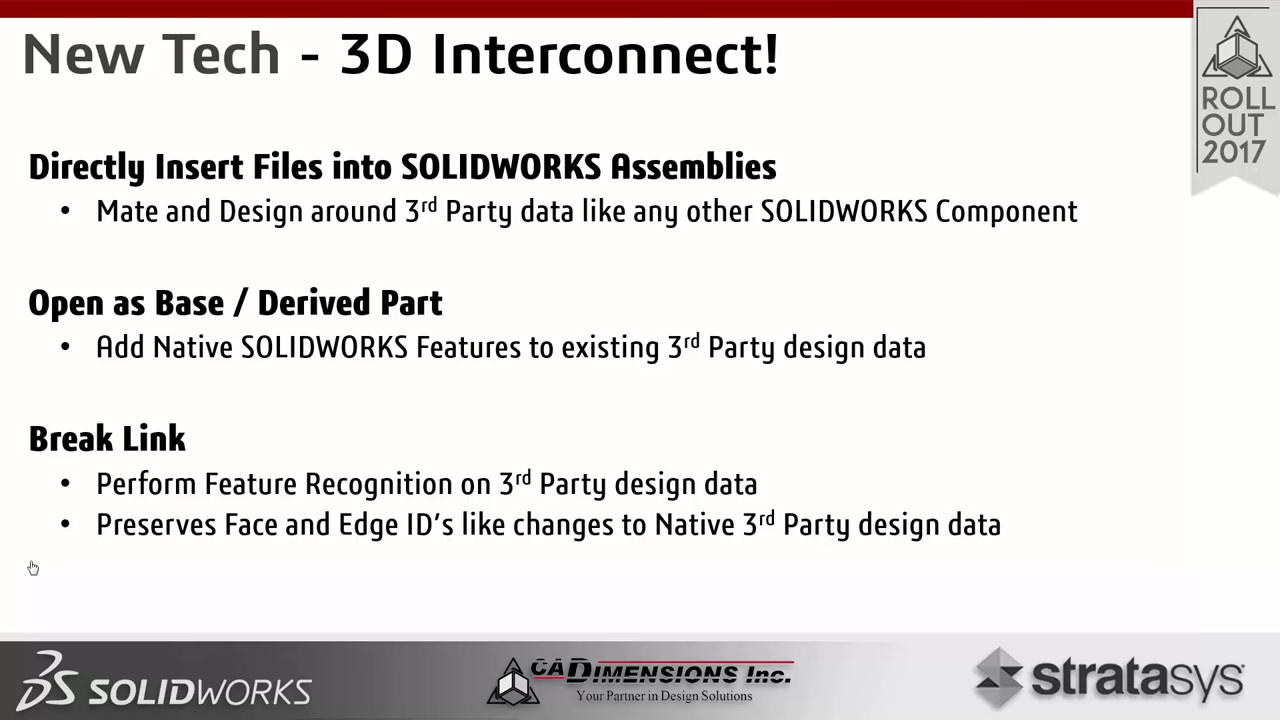 New Tech - 3D Interconnect!
ROLL
OUT
2017
Directly Insert Files into SOLIDWORKS Assemblies
• Mate and Design around 3rd Party data like any other SOLIDWORKS Component
Open as Base / Derived Part
• Add Native SOLIDWORKS Features to existing 3rd Party design data
Break Link
• Perform Feature Recognition on 3rd Party design data
• Preserves Face and Edge ID's like changes to Native 3rd Party design data
3DS SOLIDWORKS
CADIMENSIONS Inc.
Your Partner in Design Solutions
stratasys